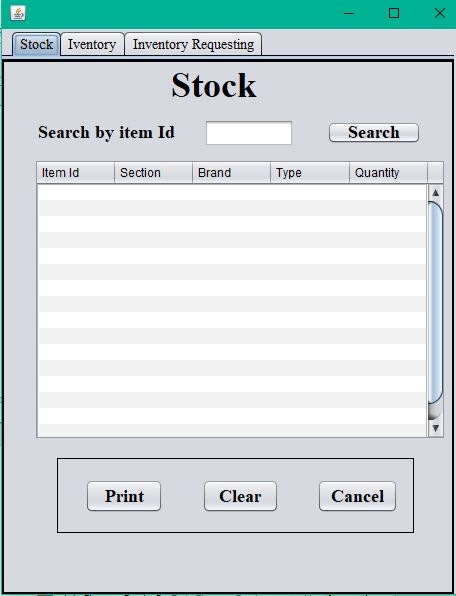 Stock Iventory Inventory Requesting
Stock
Search by item Id Search
Item Id Section Brand Type Quantity
Print Clear Cancel